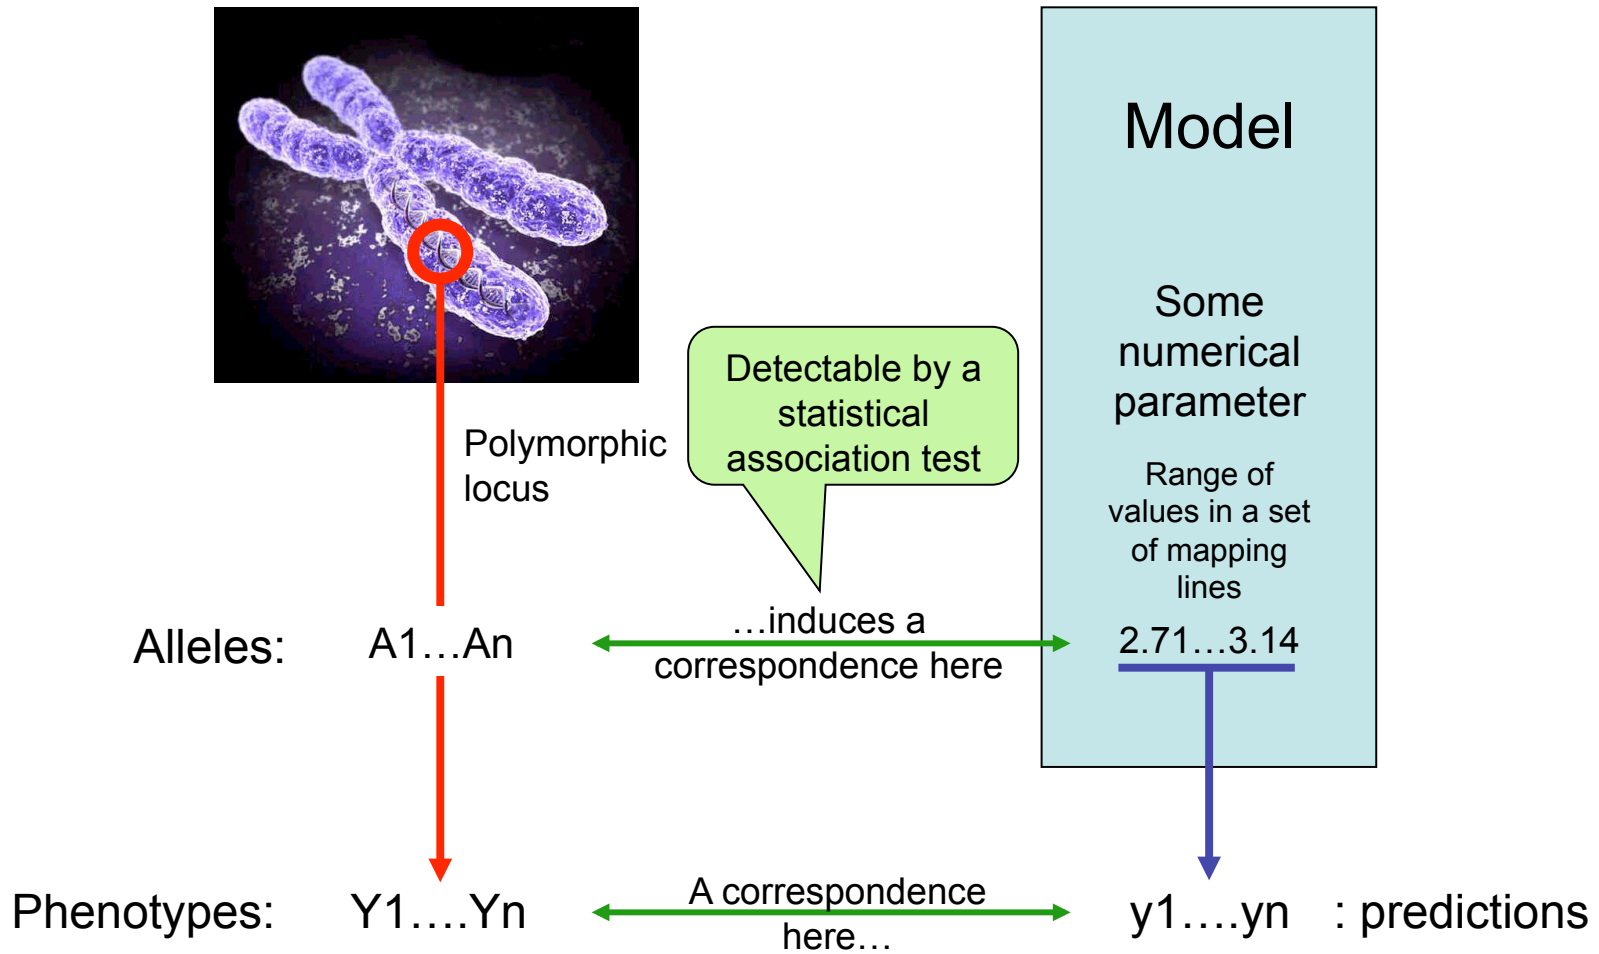 Model
Some
numerical
parameter
Range of
values in a set
of mapping
lines
2.71…3.14
Detectable by a
statistical
association test
Polymorphic
locus
Alleles:
A1…An
…induces a
correspondence here
Phenotypes:
Y1….Yn
A correspondence
here…
y1….yn
: predictions